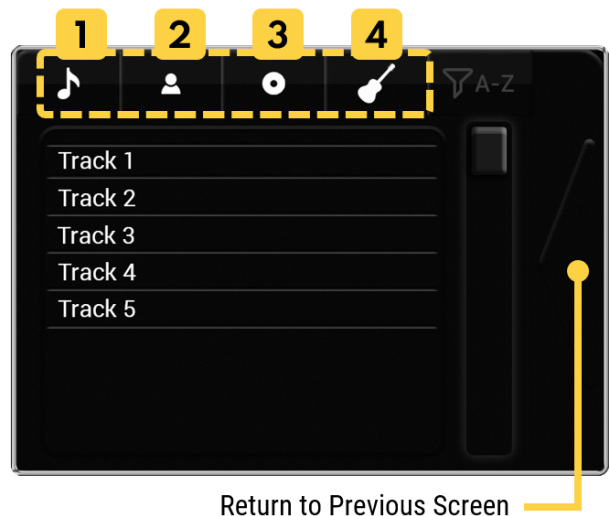 1 2 3 4
A-Z
Track 1
Track 2
Track 3
Track 4
Track 5
Return to Previous Screen